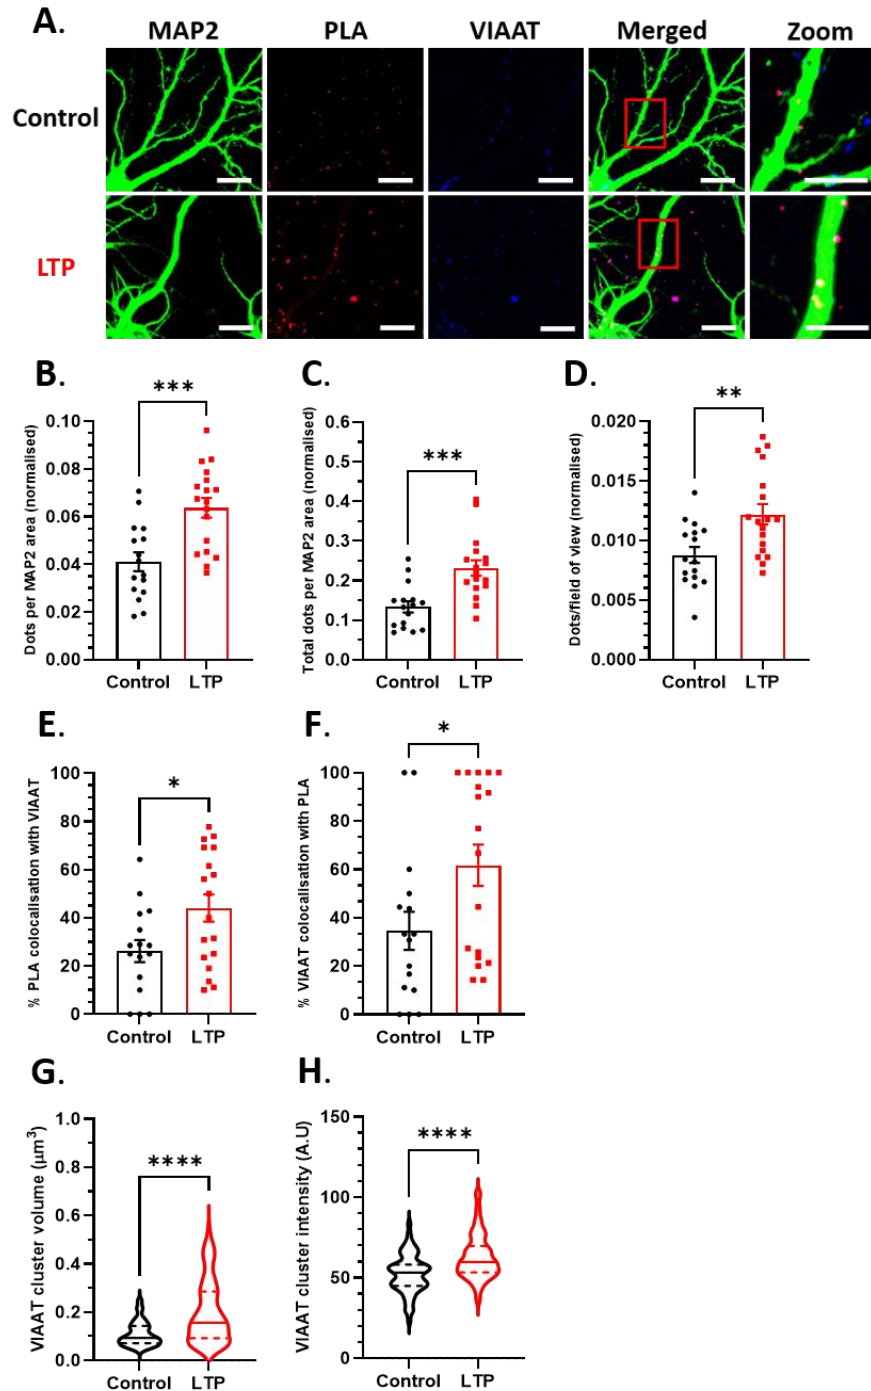 A.
MAP2 PLA VIAAT Merged Zoom
Control
LTP
B.
Dots per MAP2 area (normalised)
0.10
0.08
0.06
0.04
0.02
0.00
***
Control LTP
C.
Total dots per MAP2 area (normalised)
0.6
0.5
0.4
0.3
0.2
0.1
0.0
***
Control LTP
D.
Dots/field of view (normalised)
0.020
0.015
0.010
0.005
0.000
**
Control LTP
E.
% PLA colocalisation with VIAAT
100
80
60
40
20
0
*
Control LTP
F.
% VIAAT colocalisation with PLA
100
80
60
40
20
0
*
Control LTP
G.
VIAAT cluster volume (µm³)
1.0
0.8
0.6
0.4
0.2
0.0
****
Control LTP
H.
VIAAT cluster intensity (A.U)
150
100
50
0
****
Control LTP